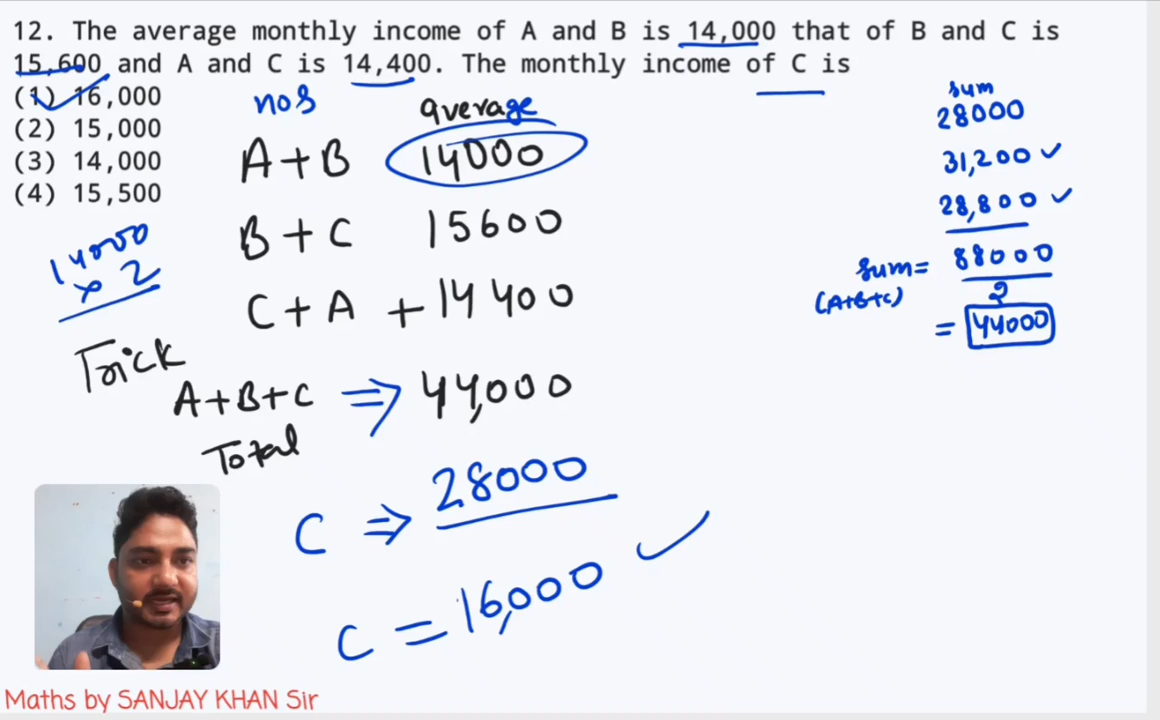 12. The average monthly income of A and B is 14,000 that of B and C is
15,600 and A and C is 14,400. The monthly income of C is
(1) 16,000
(2) 15,000
(3) 14,000
(4) 15,500
nos average
A+B 14000
B+C 15600
C+A +14400
14000
× 2
Trick
A+B+C ⇒ 44,000
Total
C ⇒ 28000
C = 16,000
sum
28000
31,200
28,800
sum= 88000
(A+B+C) 2
= 44000
Maths by SANJAY KHAN Sir